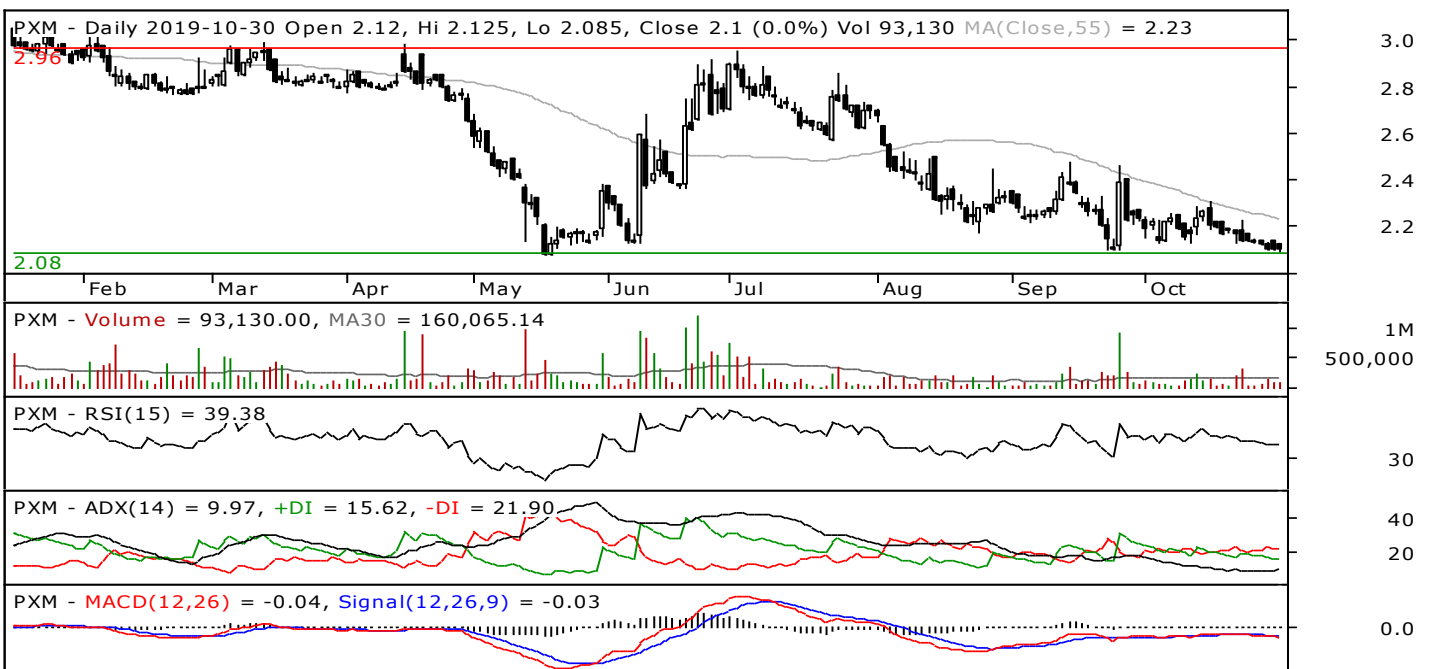 PXM - Daily 2019-10-30 Open 2.12, Hi 2.125, Lo 2.085, Close 2.1 (0.0%) Vol 93,130 MA(Close,55) = 2.23
3.0
2.96
2.8
2.6
2.4
2.2
2.08
Feb Mar Apr May Jun Jul Aug Sep Oct
PXM - Volume = 93,130.00, MA30 = 160,065.14
1M
500,000
PXM - RSI(15) = 39.38
30
PXM - ADX(14) = 9.97, +DI = 15.62, -DI = 21.90
40
20
PXM - MACD(12,26) = -0.04, Signal(12,26,9) = -0.03
0.0